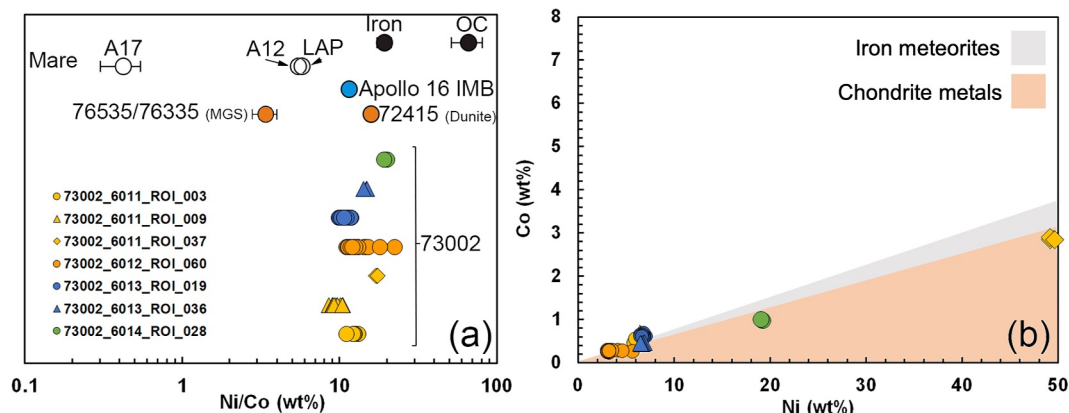 Iron OC
Mare A17 A12 LAP
Apollo 16 IMB
76535/76335 (MGS) 72415 (Dunite)
73002_6011_ROI_003
73002_6011_ROI_009
73002_6011_ROI_037
73002_6012_ROI_060
73002_6013_ROI_019
73002_6013_ROI_036
73002_6014_ROI_028
73002
(a)
0.1 1 10 100
Ni/Co (wt%)
8
7
6
5
4
3
2
1
0
Co (wt%)
Iron meteorites
Chondrite metals
(b)
0 10 20 30 40 50
Ni (wt%)